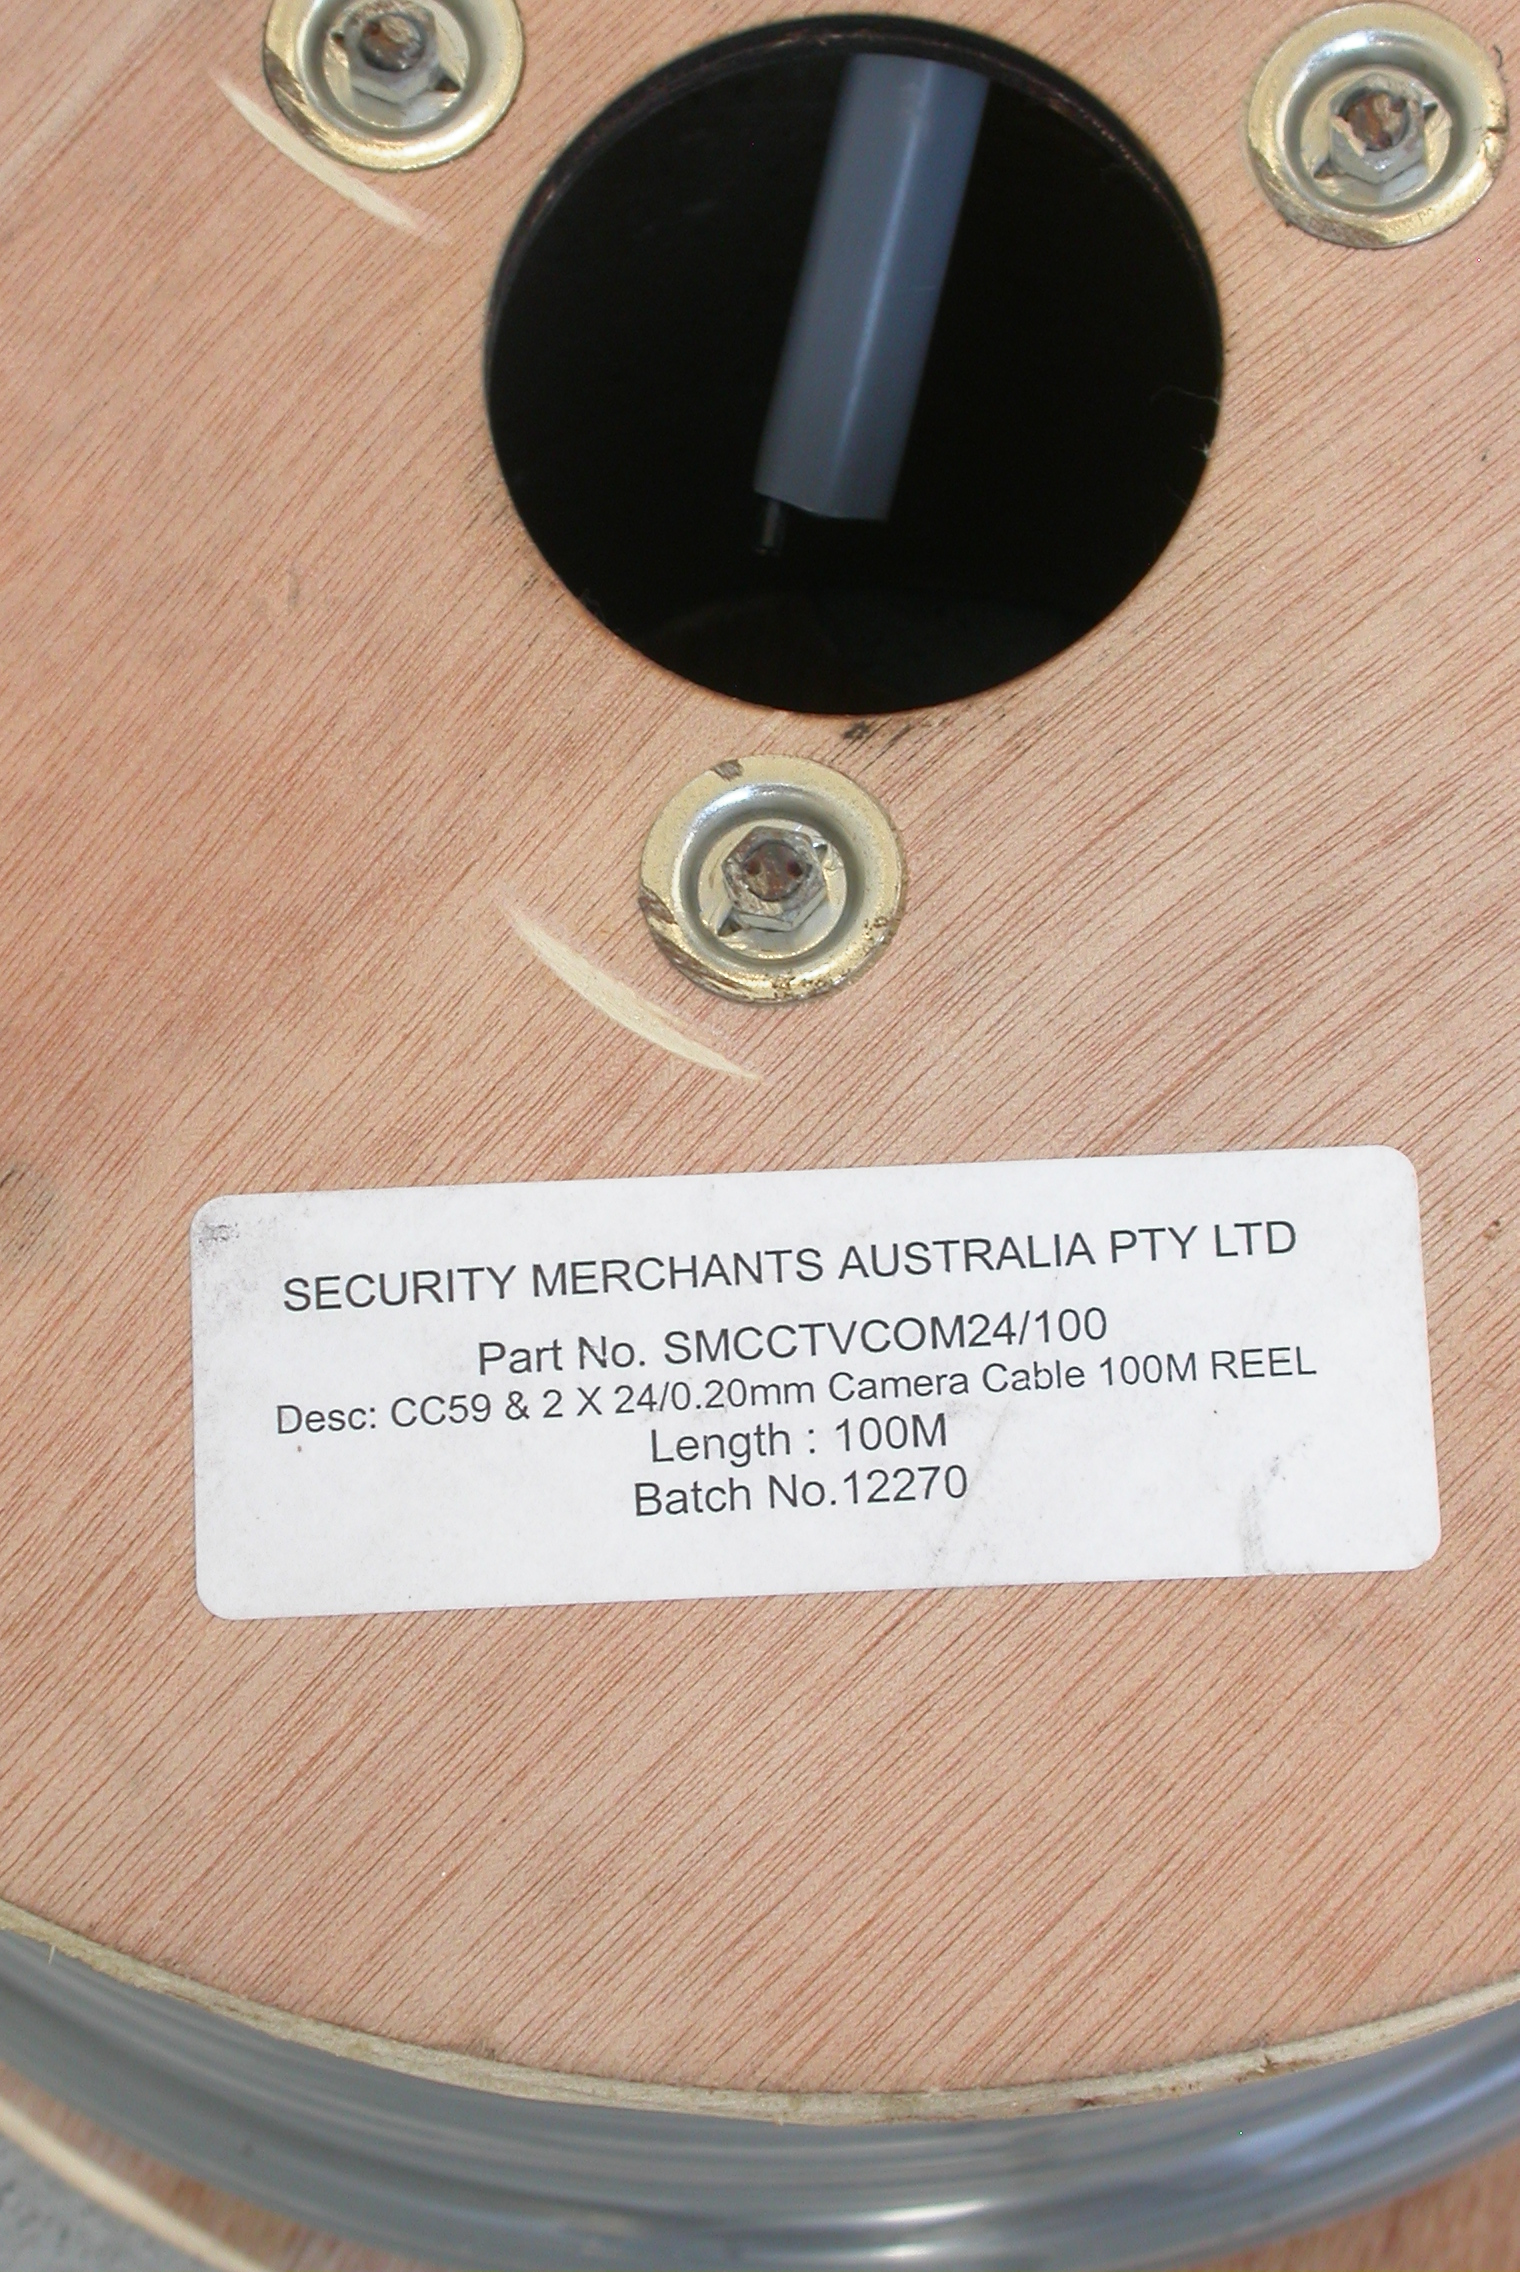 SECURITY MERCHANTS AUSTRALIA PTY LTD
Part No. SMCCTVCOM24/100
Desc: CC59 & 2 X 24/0.20mm Camera Cable 100M REEL
Length : 100M
Batch No.12270